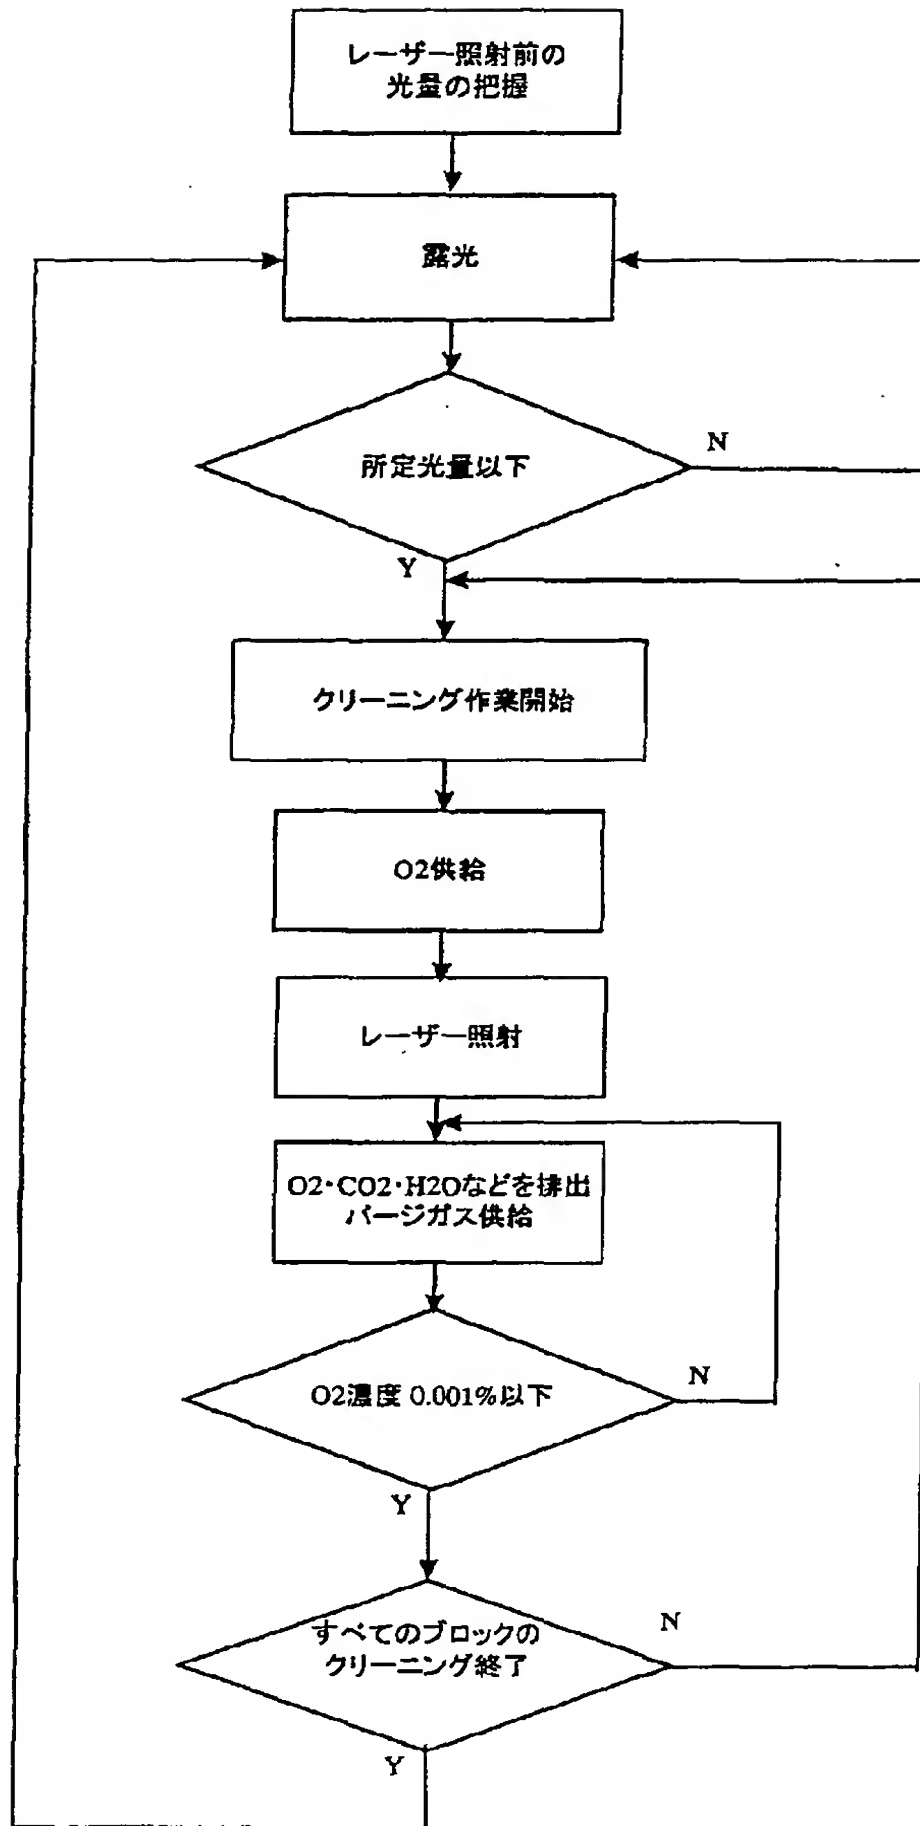 レーザー照射前の
光量の把握
露光
所定光量以下
N
Y
クリーニング作業開始
O2供給
レーザー照射
O2・CO2・H2Oなどを排出
パージガス供給
O2濃度 0.001%以下
N
Y
すべてのブロックの
クリーニング終了
N
Y